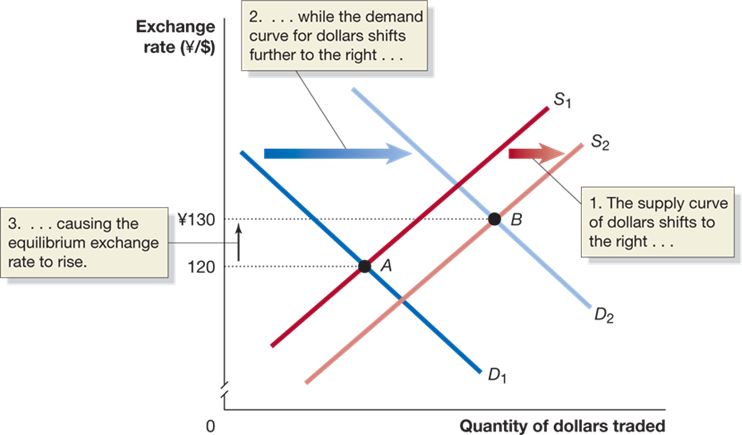 Exchange
rate (¥/$)
2. . . . while the demand
curve for dollars shifts
further to the right . . .
S1
S2
1. The supply curve
of dollars shifts to
the right . . .
3. . . . causing the
equilibrium exchange
rate to rise.
¥130
B
120
A
D2
D1
0
Quantity of dollars traded